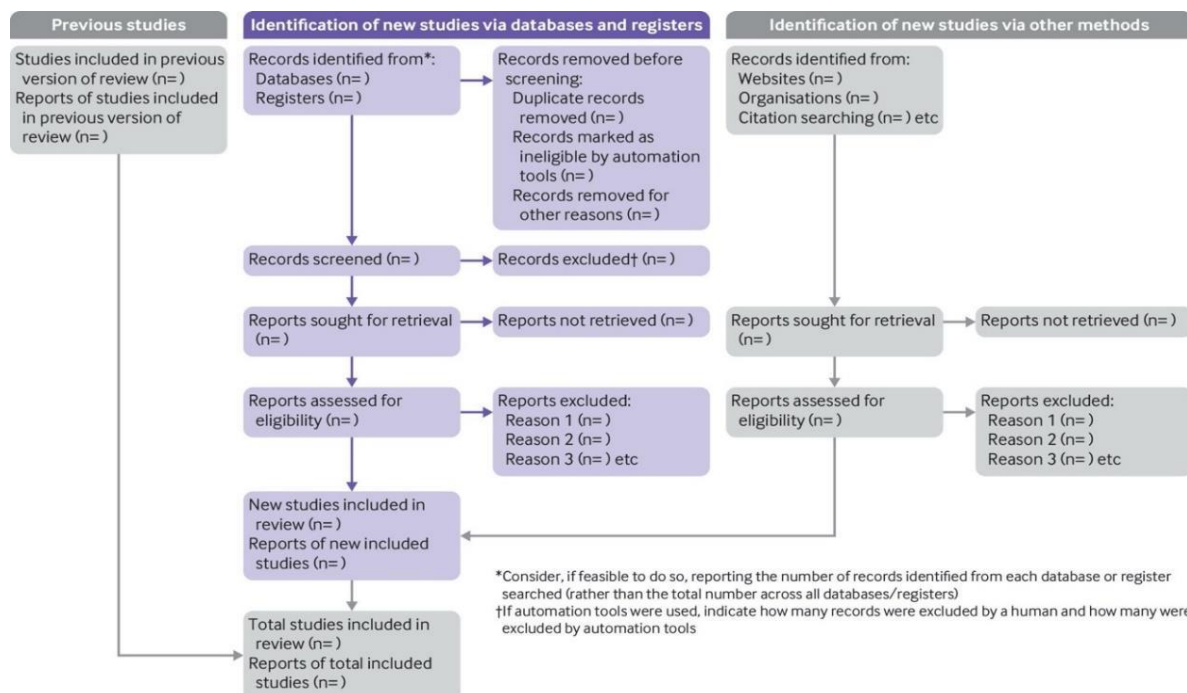 Previous studies
Studies included in previous
version of review (n= )
Reports of studies included
in previous version of
review (n= )
Identification of new studies via databases and registers
Records identified from*:
Databases (n= )
Registers (n= )
Records removed before
screening:
Duplicate records
removed (n= )
Records marked as
ineligible by automation
tools (n= )
Records removed for
other reasons (n= )
Records screened (n= )
Records excluded† (n= )
Reports sought for retrieval
(n= )
Reports not retrieved (n= )
Reports assessed for
eligibility (n= )
Reports excluded:
Reason 1 (n= )
Reason 2 (n= )
Reason 3 (n= ) etc
New studies included in
review (n= )
Reports of new included
studies (n= )
Total studies included in
review (n= )
Reports of total included
studies (n= )
Identification of new studies via other methods
Records identified from:
Websites (n= )
Organisations (n= )
Citation searching (n= ) etc
Reports sought for retrieval
(n= )
Reports not retrieved (n= )
Reports assessed for
eligibility (n= )
Reports excluded:
Reason 1 (n= )
Reason 2 (n= )
Reason 3 (n= ) etc
*Consider, if feasible to do so, reporting the number of records identified from each database or register
searched (rather than the total number across all databases/registers)
†If automation tools were used, indicate how many records were excluded by a human and how many were
excluded by automation tools